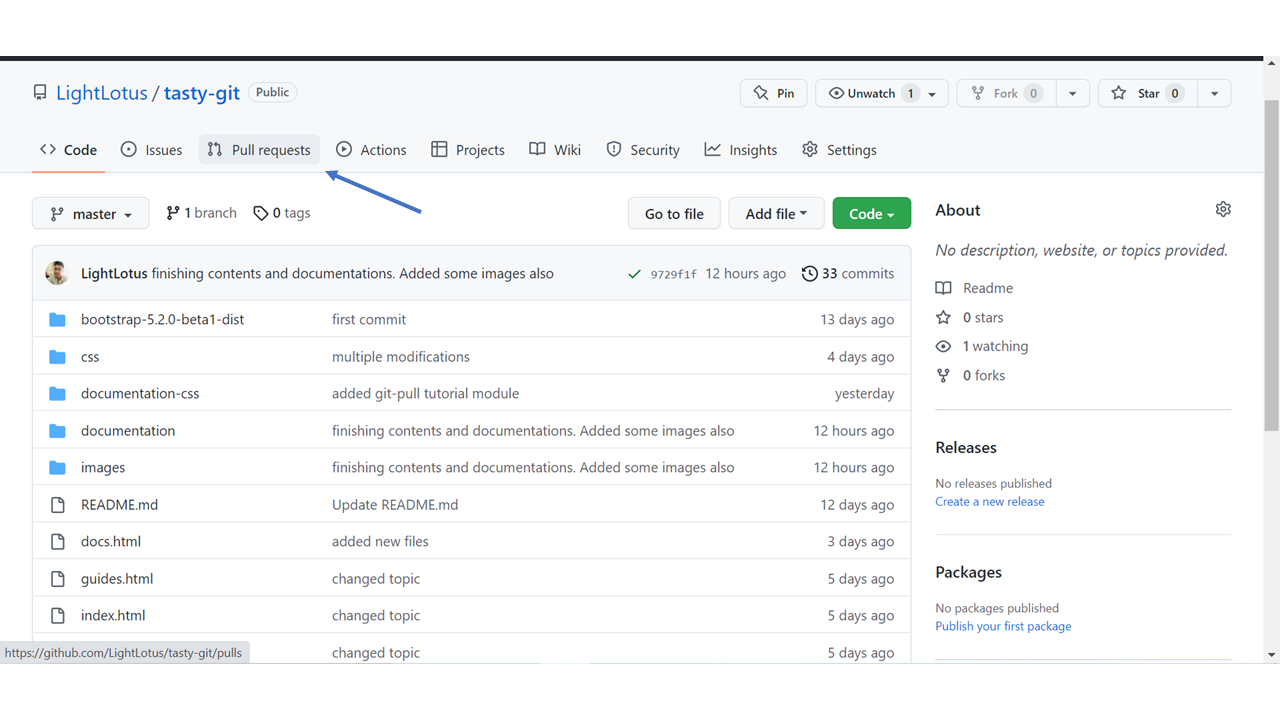 LightLotus / tasty-git Public
Pin Unwatch 1 Fork 0 Star 0
Code Issues Pull requests Actions Projects Wiki Security Insights Settings
master 1 branch 0 tags Go to file Add file Code
LightLotus finishing contents and documentations. Added some images also 9729f1f 12 hours ago 33 commits
bootstrap-5.2.0-beta1-dist first commit 13 days ago
css multiple modifications 4 days ago
documentation-css added git-pull tutorial module yesterday
documentation finishing contents and documentations. Added some images also 12 hours ago
images finishing contents and documentations. Added some images also 12 hours ago
README.md Update README.md 12 days ago
docs.html added new files 3 days ago
guides.html changed topic 5 days ago
index.html changed topic 5 days ago
changed topic 5 days ago
About
No description, website, or topics provided.
Readme
0 stars
1 watching
0 forks
Releases
No releases published
Create a new release
Packages
No packages published
Publish your first package
https://github.com/LightLotus/tasty-git/pulls